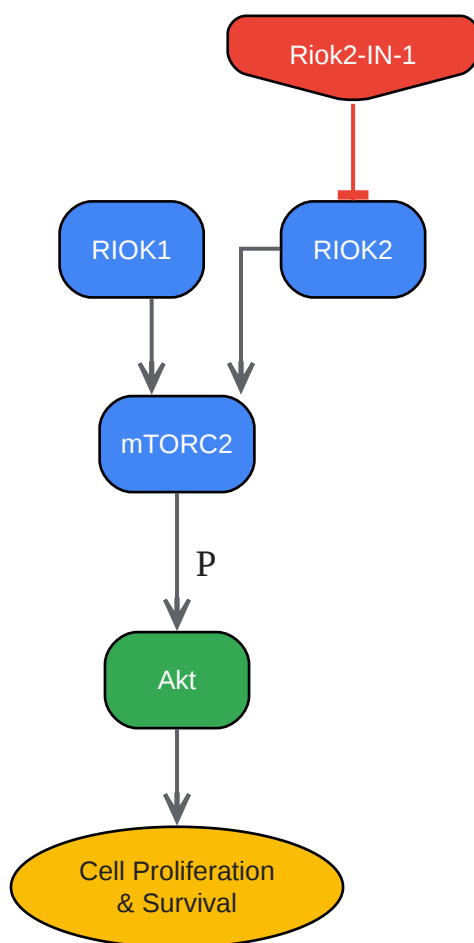 Riok2-IN-1
RIOK1
RIOK2
mTORC2
P
Akt
Cell Proliferation
& Survival